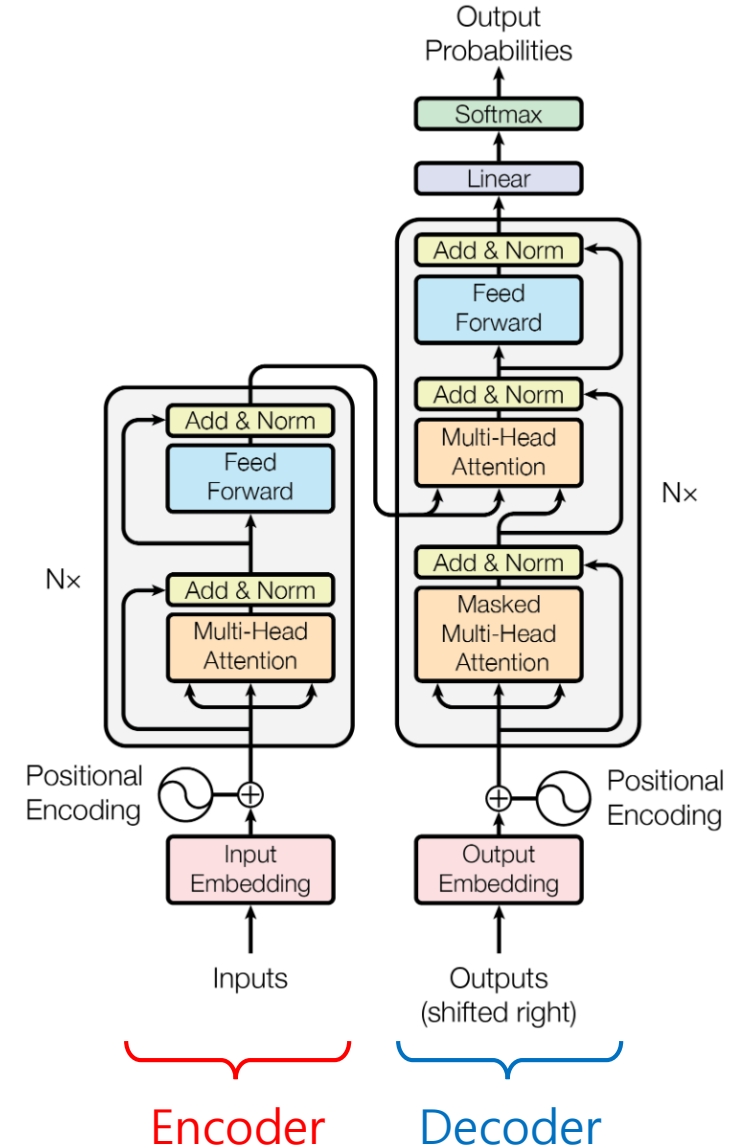 Output
Probabilities
Softmax
Linear
Add & Norm
Feed
Forward
Add & Norm
Multi-Head
Attention
Nx
Add & Norm
Masked
Multi-Head
Attention
Positional
Encoding
Output
Embedding
Outputs
(shifted right)
Add & Norm
Feed
Forward
Nx
Add & Norm
Multi-Head
Attention
Positional
Encoding
Input
Embedding
Inputs
Encoder
Decoder